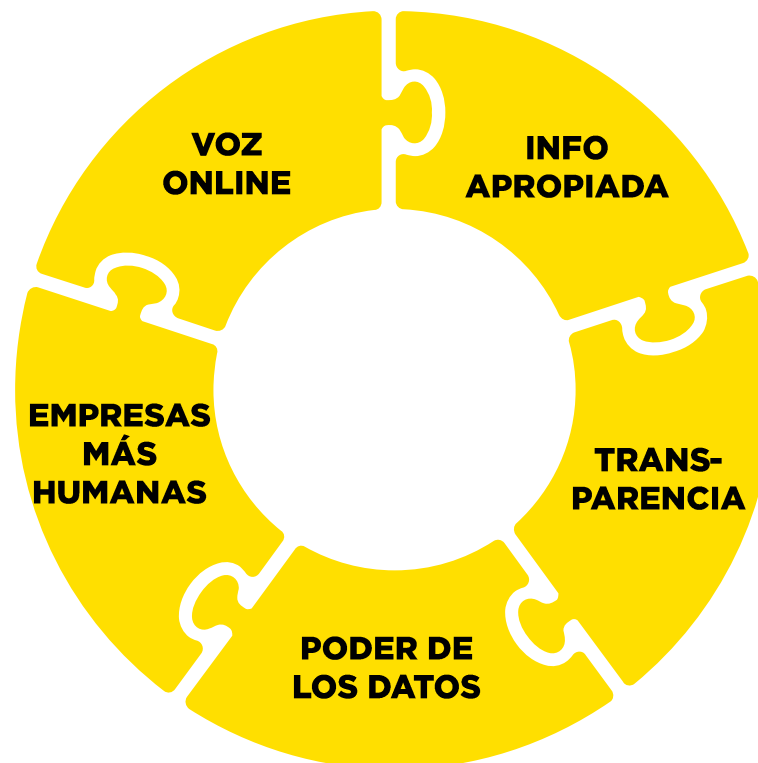 VOZ
ONLINE
INFO
APROPIADA
TRANS-
PARENCIA
PODER DE
LOS DATOS
EMPRESAS
MÁS
HUMANAS